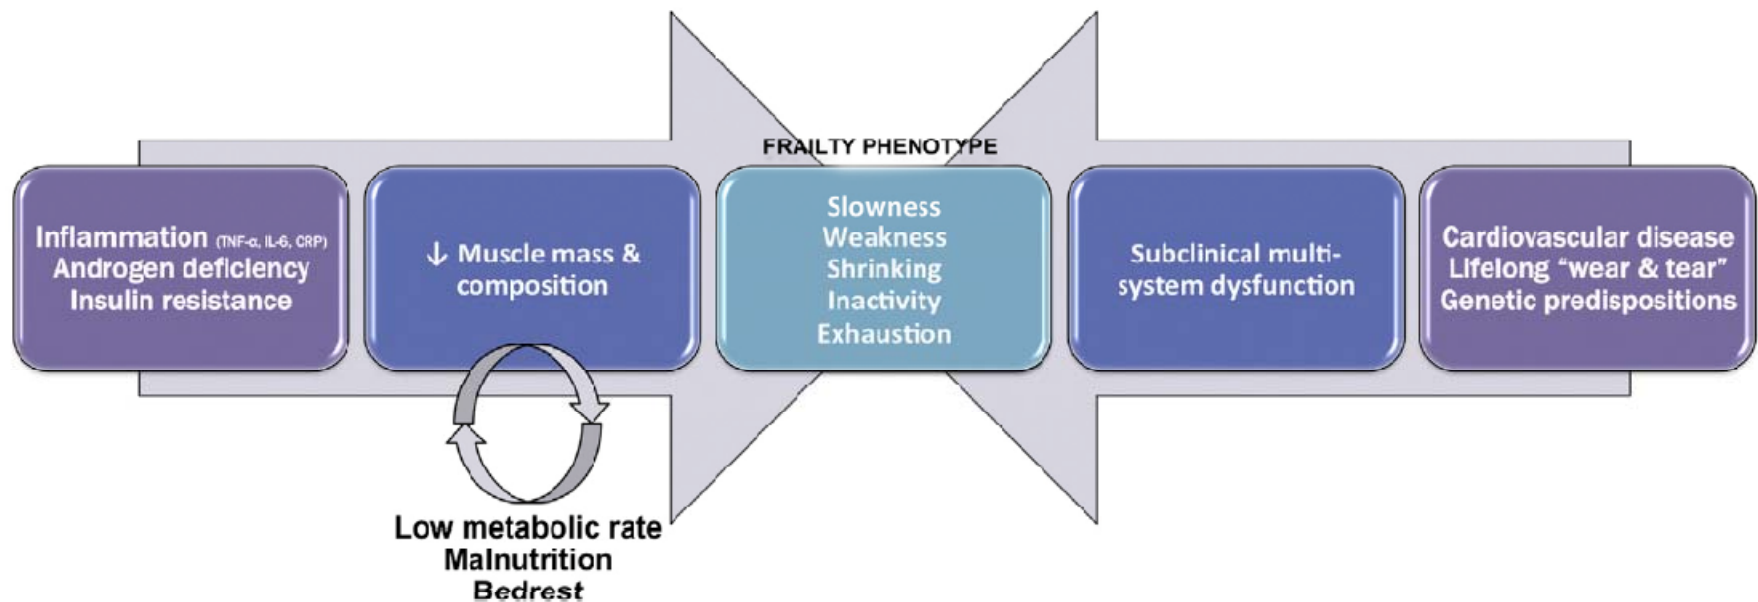 FRAILTY PHENOTYPE
Inflammation (TNF-α, IL-6, CRP)
Androgen deficiency
Insulin resistance
↓ Muscle mass &
composition
Slowness
Weakness
Shrinking
Inactivity
Exhaustion
Subclinical multi-
system dysfunction
Cardiovascular disease
Lifelong “wear & tear”
Genetic predispositions
Low metabolic rate
Malnutrition
Bedrest